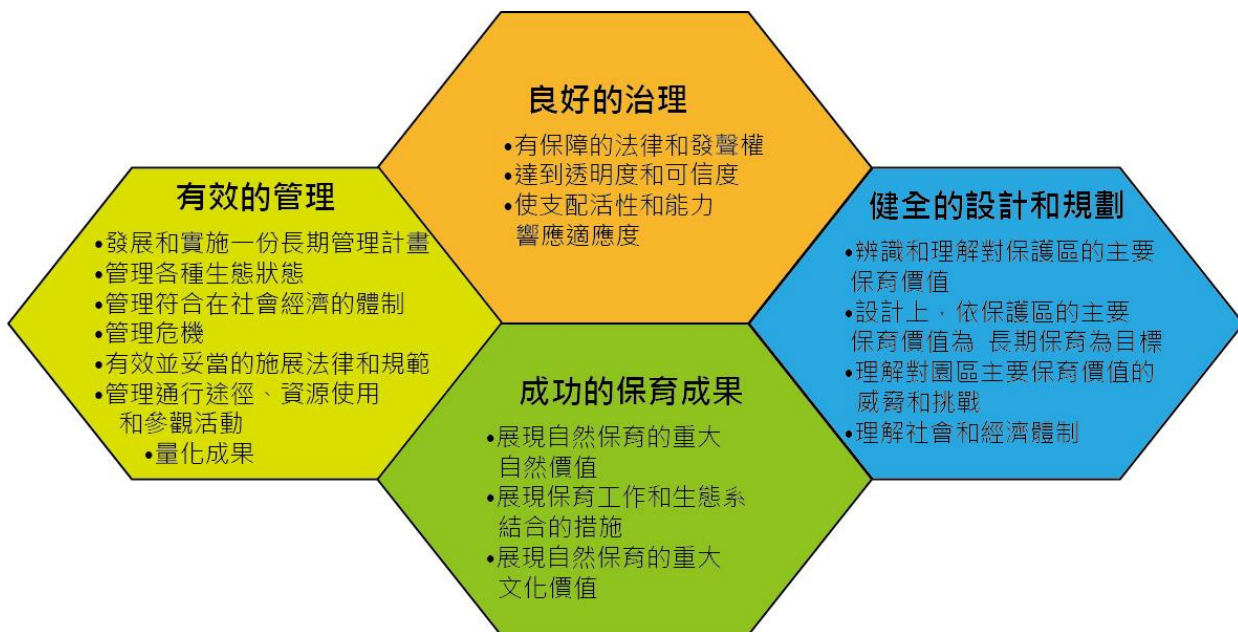 良好的治理
•有保障的法律和發聲權
•達到透明度和可信度
•使支配活性和能力
響應適應度
有效的管理
•發展和實施一份長期管理計畫
•管理各種生態狀態
•管理符合在社會經濟的體制
•管理危機
•有效並妥當的施展法律和規範
•管理通行途徑、資源使用
和參觀活動
•量化成果
健全的設計和規劃
•辨識和理解對保護區的主要
保育價值
•設計上，依保護區的主要
保育價值為 長期保育為目標
•理解對園區主要保育價值的
威脅和挑戰
•理解社會和經濟體制
成功的保育成果
•展現自然保育的重大
自然價值
•展現保育工作和生態系
結合的措施
•展現自然保育的重大
文化價值